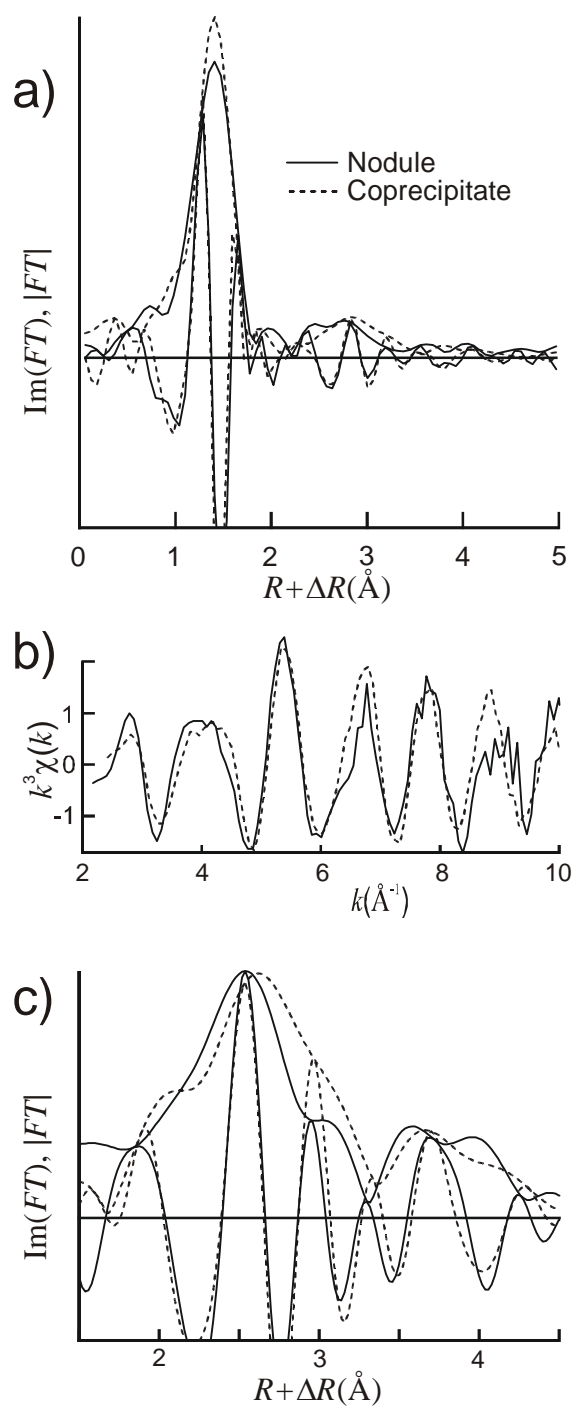 a)
Nodule
Coprecipitate
Im(FT), |FT|
0 1 2 3 4 5
R+ΔR(Å)
b)
k³χ(k)
1
0
-1
2 4 6 8 10
k(Å⁻¹)
c)
Im(FT), |FT|
2 3 4
R+ΔR(Å)